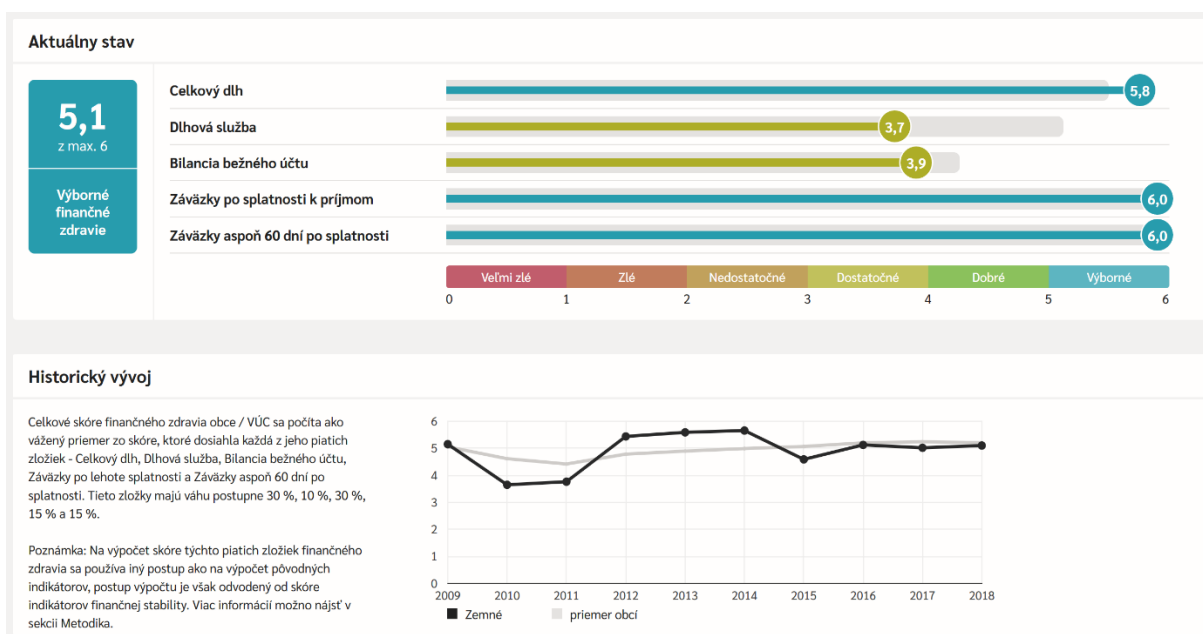 Aktuálny stav
5,1
z max. 6
Výborné
finančné
zdravie
Celkový dlh
5,8
Dlhová služba
3,7
Bilancia bežného účtu
3,9
Záväzky po splatnosti k príjmom
6,0
Záväzky aspoň 60 dní po splatnosti
6,0
Veľmi zlé Zlé Nedostatočné Dostatočné Dobré Výborné
0 1 2 3 4 5 6
Historický vývoj
Celkové skóre finančného zdravia obce / VÚC sa počíta ako
vážený priemer zo skóre, ktoré dosiahla každá z jeho piatich
zložiek - Celkový dlh, Dlhová služba, Bilancia bežného účtu,
Záväzky po lehote splatnosti a Záväzky aspoň 60 dní po
splatnosti. Tieto zložky majú váhu postupne 30 %, 10 %, 30 %,
15 % a 15 %.
Poznámka: Na výpočet skóre týchto piatich zložiek finančného
zdravia sa používa iný postup ako na výpočet pôvodných
indikátorov, postup výpočtu je však odvodený od skóre
indikátorov finančnej stability. Viac informácií možno nájsť v
sekcii Metodika.
6
5
4
3
2
1
0
2009 2010 2011 2012 2013 2014 2015 2016 2017 2018
Zemné priemer obcí